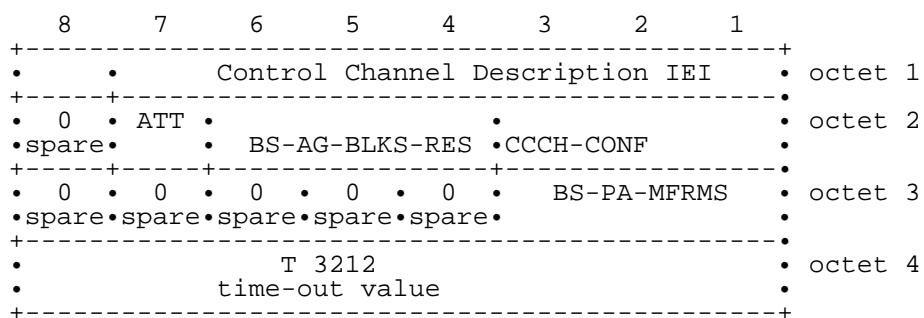 8 7 6 5 4 3 2 1
Control Channel Description IEI octet 1
0 ATT octet 2
spare BS-AG-BLKS-RES CCCH-CONF
0 0 0 0 0 BS-PA-MFRMS octet 3
spare spare spare spare spare
T 3212 octet 4
time-out value